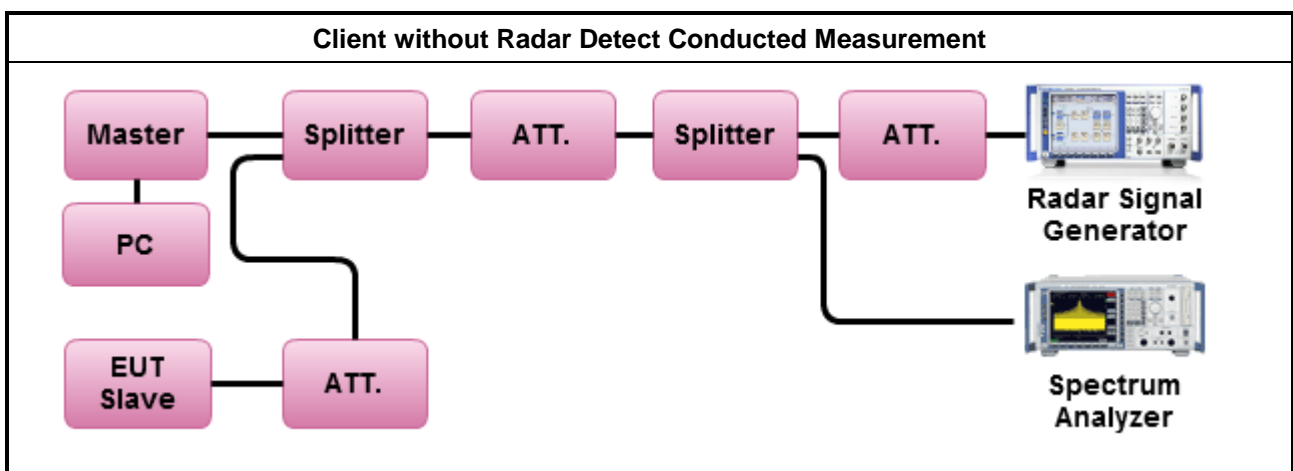 Client without Radar Detect Conducted Measurement
Master
Splitter
ATT.
Splitter
ATT.
Radar Signal
Generator
PC
EUT
Slave
ATT.
Spectrum
Analyzer